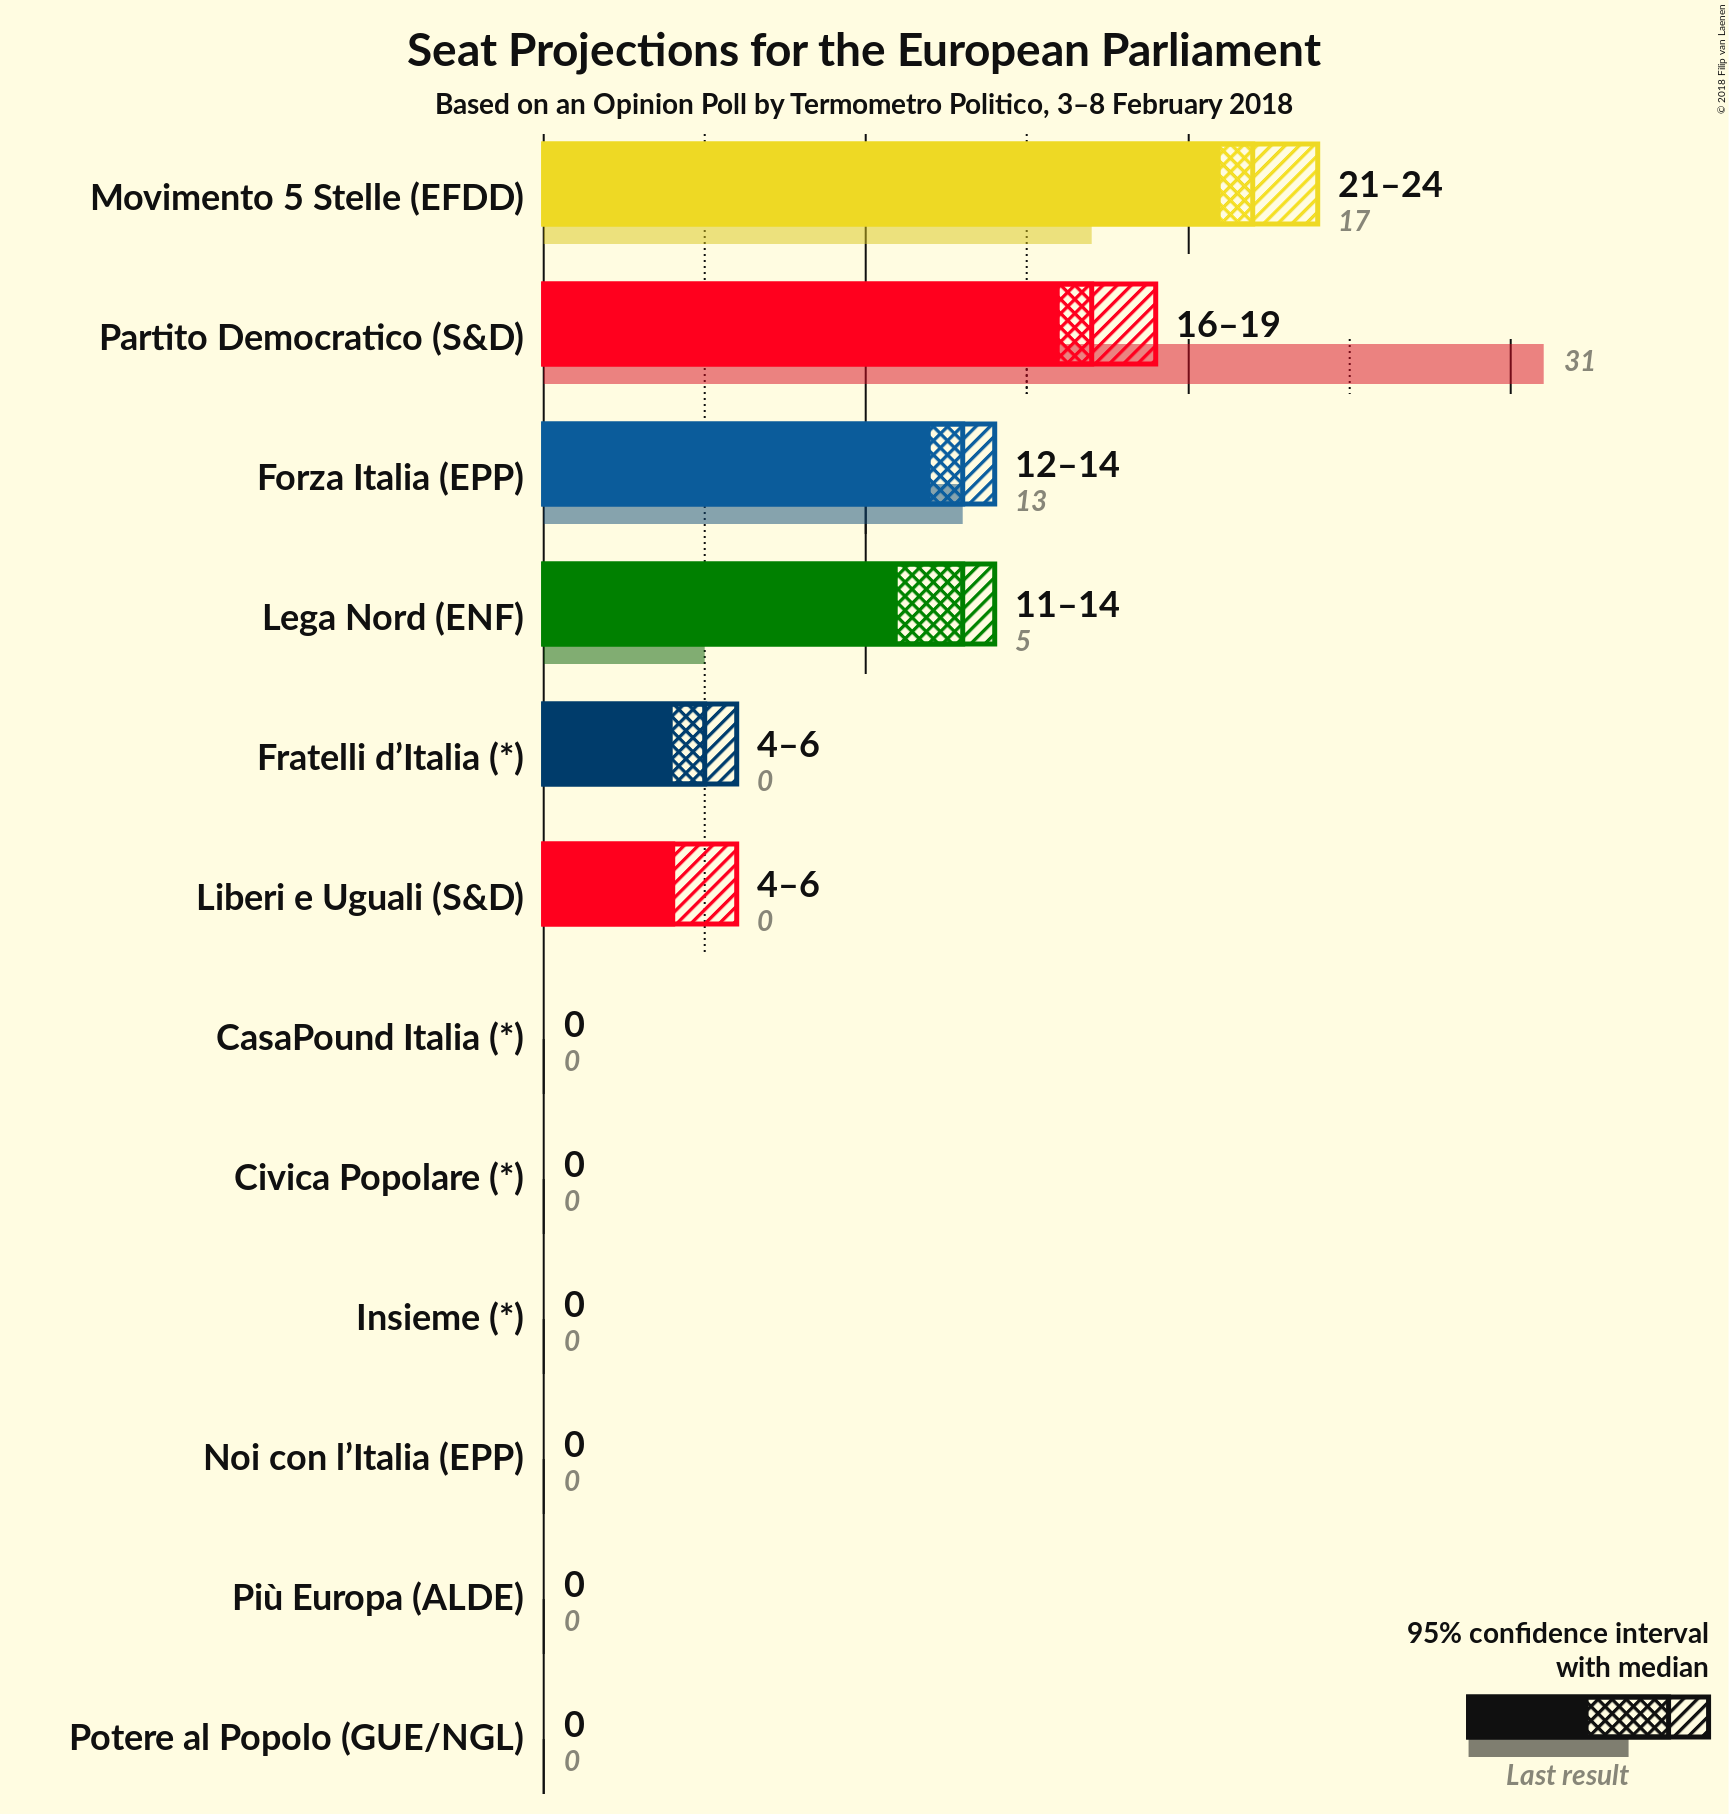 Seat Projections for the European Parliament
Based on an Opinion Poll by Termometro Politico, 3–8 February 2018
© 2018 Filip van Laenen
Movimento 5 Stelle (EFDD)
21–24
17
Partito Democratico (S&D)
16–19
31
Forza Italia (EPP)
12–14
13
Lega Nord (ENF)
11–14
5
Fratelli d’Italia (*)
4–6
0
Liberi e Uguali (S&D)
4–6
0
CasaPound Italia (*)
0
0
Civica Popolare (*)
0
0
Insieme (*)
0
0
Noi con l’Italia (EPP)
0
0
Più Europa (ALDE)
0
0
Potere al Popolo (GUE/NGL)
0
0
95% confidence interval
with median
Last result